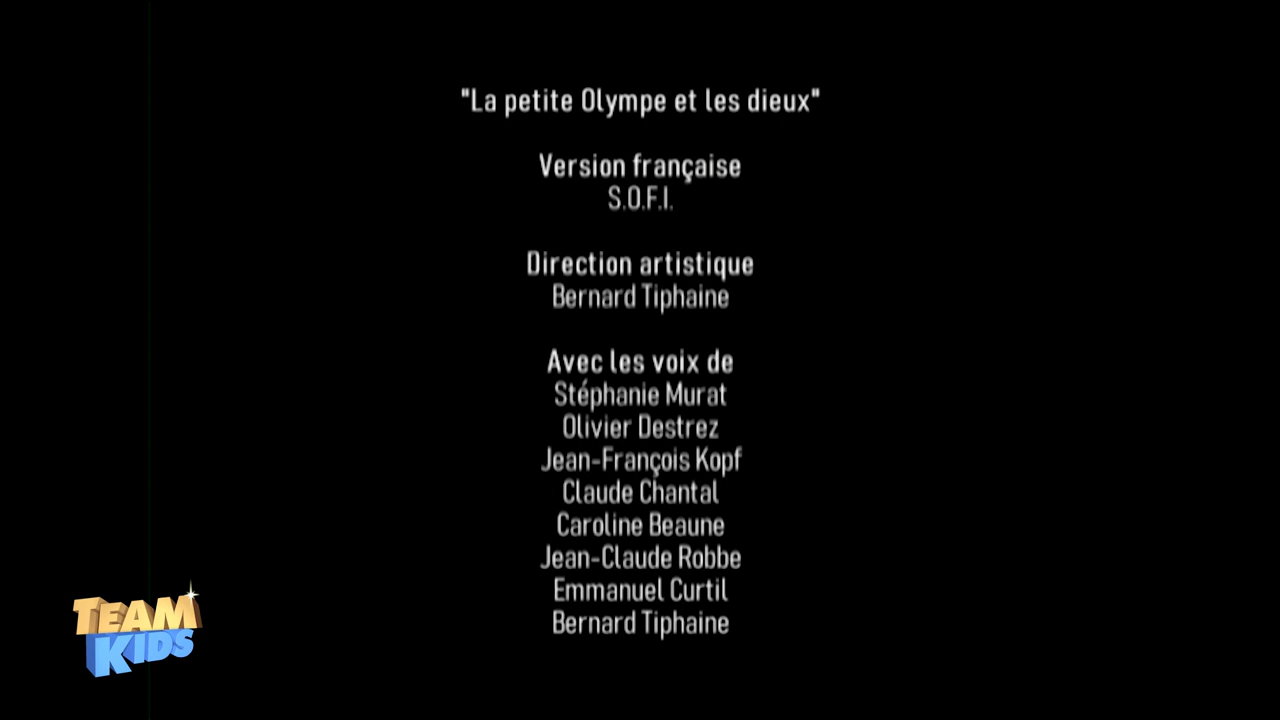 "La petite Olympe et les dieux"
Version française
S.O.F.I.
Direction artistique
Bernard Tiphaine
Avec les voix de
Stéphanie Murat
Olivier Destrez
Jean-François Kopf
Claude Chantal
Caroline Beaune
Jean-Claude Robbe
Emmanuel Curtil
Bernard Tiphaine
TEAM
KIDS